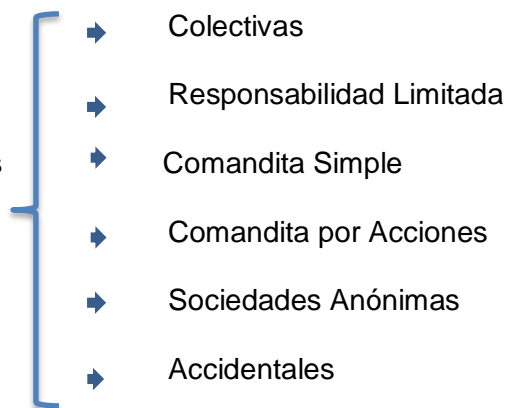 Colectivas
Responsabilidad Limitada
Comandita Simple
Comandita por Acciones
Sociedades Anónimas
Accidentales